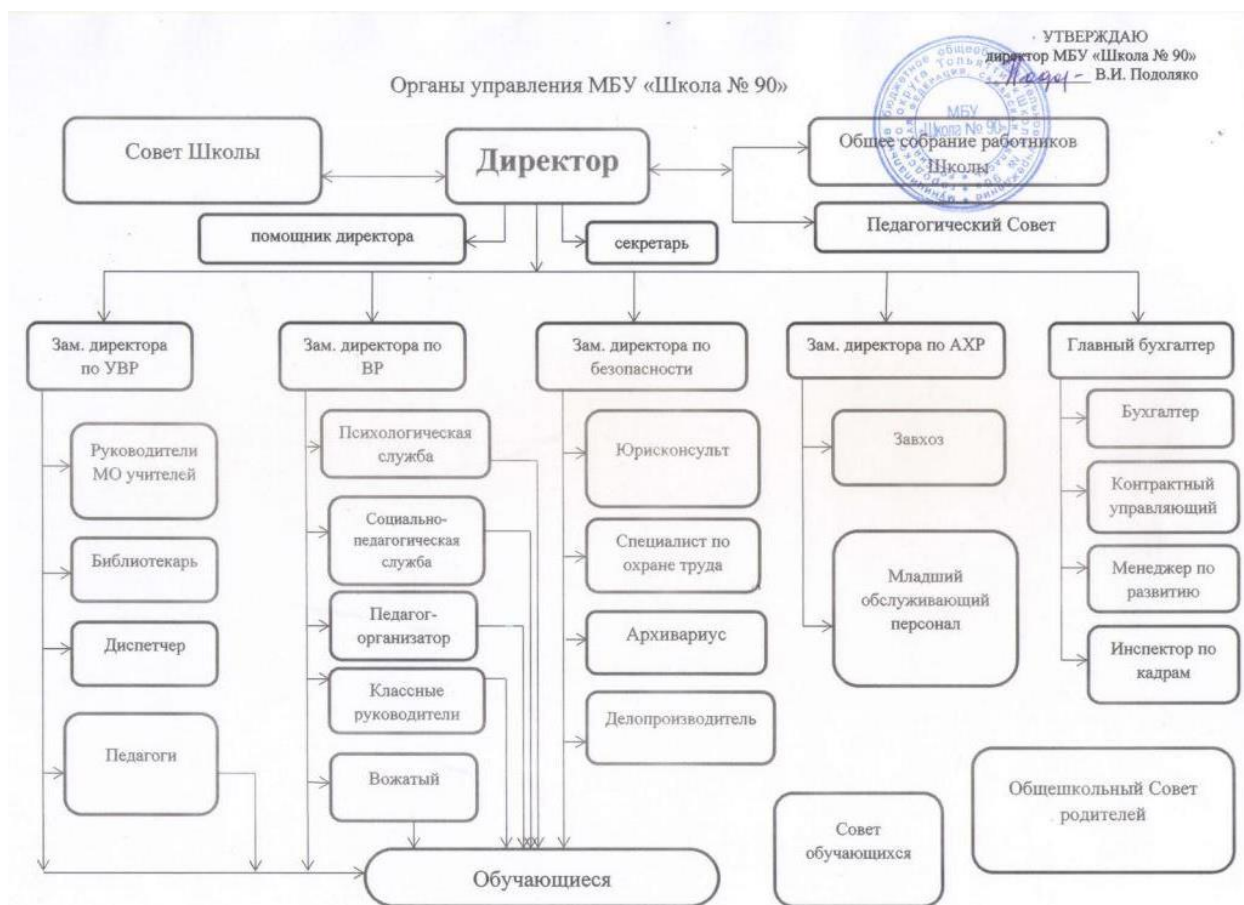 УТВЕРЖДАЮ
директор МБУ «Школа № 90»
В.И. Подоляко
Органы управления МБУ «Школа № 90»
МБУ
Школа № 90
Совет Школы
Директор
Общее собрание работников
Школы
помощник директора
секретарь
Педагогический Совет
Зам. директора
по УВР
Зам. директора по
ВР
Зам. директора по
безопасности
Зам. директора по АХР
Главный бухгалтер
Руководители
МО учителей
Библиотекарь
Диспетчер
Педагоги
Психологическая
служба
Социально-
педагогическая
служба
Педагог-
организатор
Классные
руководители
Вожатый
Юрисконсульт
Специалист по
охране труда
Архивариус
Делопроизводитель
Завхоз
Младший
обслуживающий
персонал
Бухгалтер
Контрактный
управляющий
Менеджер по
развитию
Инспектор по
кадрам
Обучающиеся
Совет
обучающихся
Общешкольный Совет
родителей